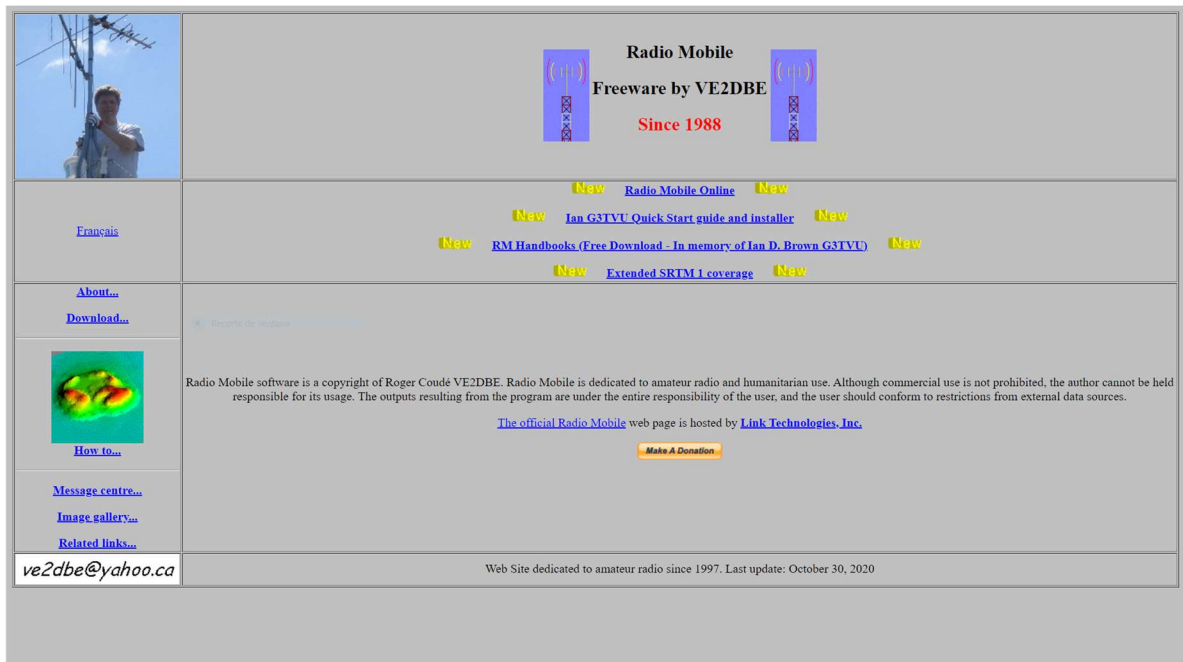 Radio Mobile
Freeware by VE2DBE
Since 1988
Français
New Radio Mobile Online New
New Ian G3TVU Quick Start guide and installer New
New RM Handbooks (Free Download - In memory of Ian D. Brown G3TVU) New
New Extended SRTM 1 coverage New
About...
Download...
How to...
Message centre...
Image gallery...
Related links...
Recorte de ventana
Radio Mobile software is a copyright of Roger Coudé VE2DBE. Radio Mobile is dedicated to amateur radio and humanitarian use. Although commercial use is not prohibited, the author cannot be held
responsible for its usage. The outputs resulting from the program are under the entire responsibility of the user, and the user should conform to restrictions from external data sources.
The official Radio Mobile web page is hosted by Link Technologies, Inc.
Make A Donation
ve2dbe@yahoo.ca
Web Site dedicated to amateur radio since 1997. Last update: October 30, 2020